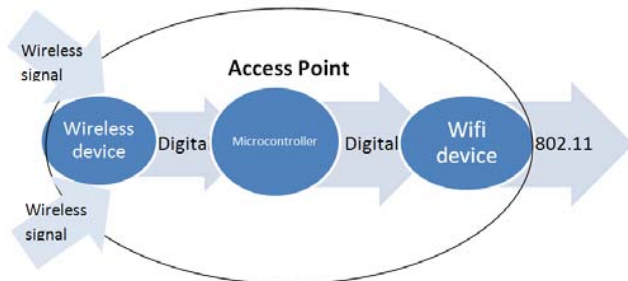 Wireless
signal
Access Point
Wireless
device
Digita
Microcontroller
Digital
Wifi
device
802.11
Wireless
signal